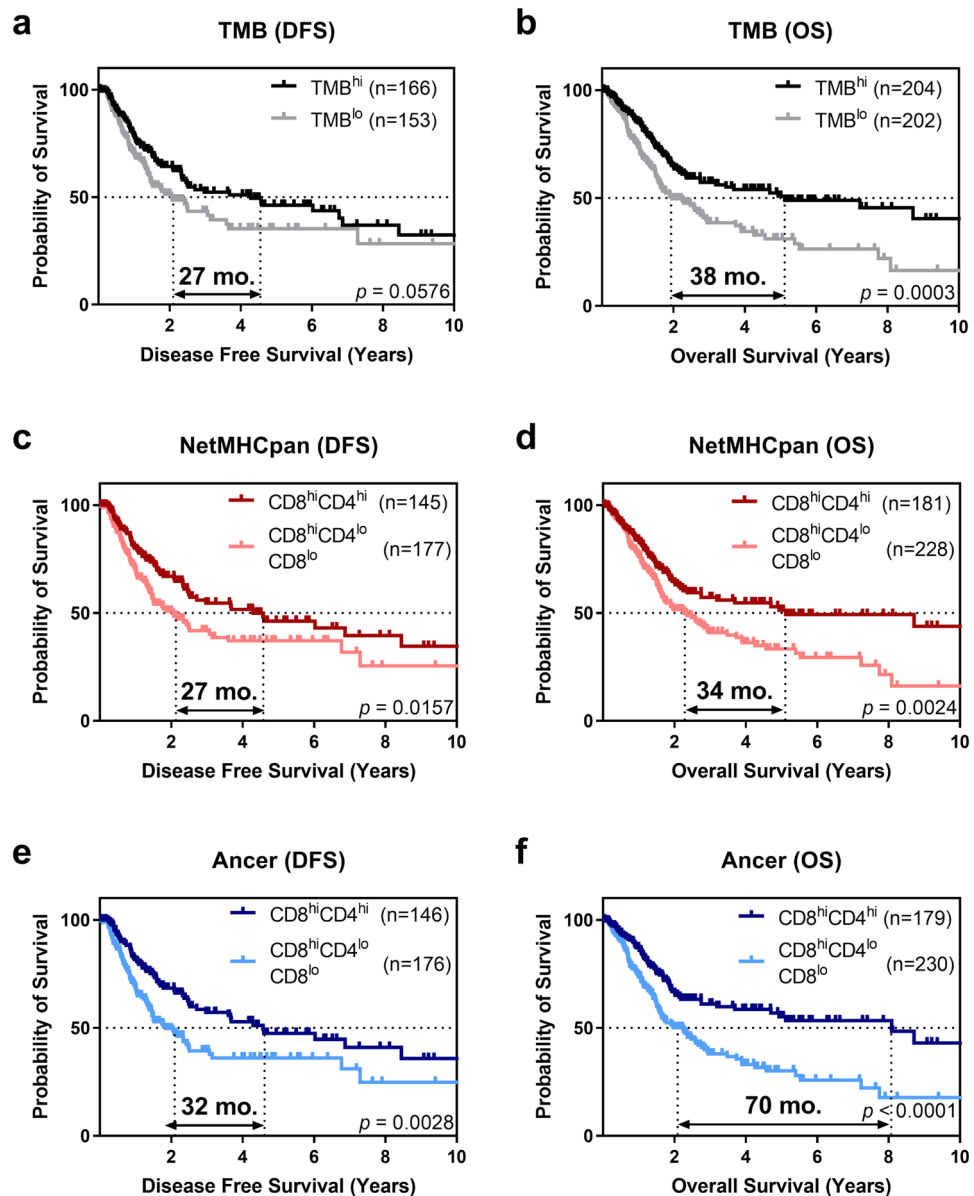 a
TMB (DFS)
Probability of Survival
100
50
0
TMBhi (n=166)
TMBlo (n=153)
27 mo.
p = 0.0576
2 4 6 8 10
Disease Free Survival (Years)
b
TMB (OS)
Probability of Survival
100
50
0
TMBhi (n=204)
TMBlo (n=202)
38 mo.
p = 0.0003
2 4 6 8 10
Overall Survival (Years)
c
NetMHCpan (DFS)
Probability of Survival
100
50
0
CD8hiCD4hi (n=145)
CD8hiCD4lo
CD8lo (n=177)
27 mo.
p = 0.0157
2 4 6 8 10
Disease Free Survival (Years)
d
NetMHCpan (OS)
Probability of Survival
100
50
0
CD8hiCD4hi (n=181)
CD8hiCD4lo
CD8lo (n=228)
34 mo.
p = 0.0024
2 4 6 8 10
Overall Survival (Years)
e
Ancer (DFS)
Probability of Survival
100
50
0
CD8hiCD4hi (n=146)
CD8hiCD4lo
CD8lo (n=176)
32 mo.
p = 0.0028
2 4 6 8 10
Disease Free Survival (Years)
f
Ancer (OS)
Probability of Survival
100
50
0
CD8hiCD4hi (n=179)
CD8hiCD4lo
CD8lo (n=230)
70 mo.
p < 0.0001
2 4 6 8 10
Overall Survival (Years)